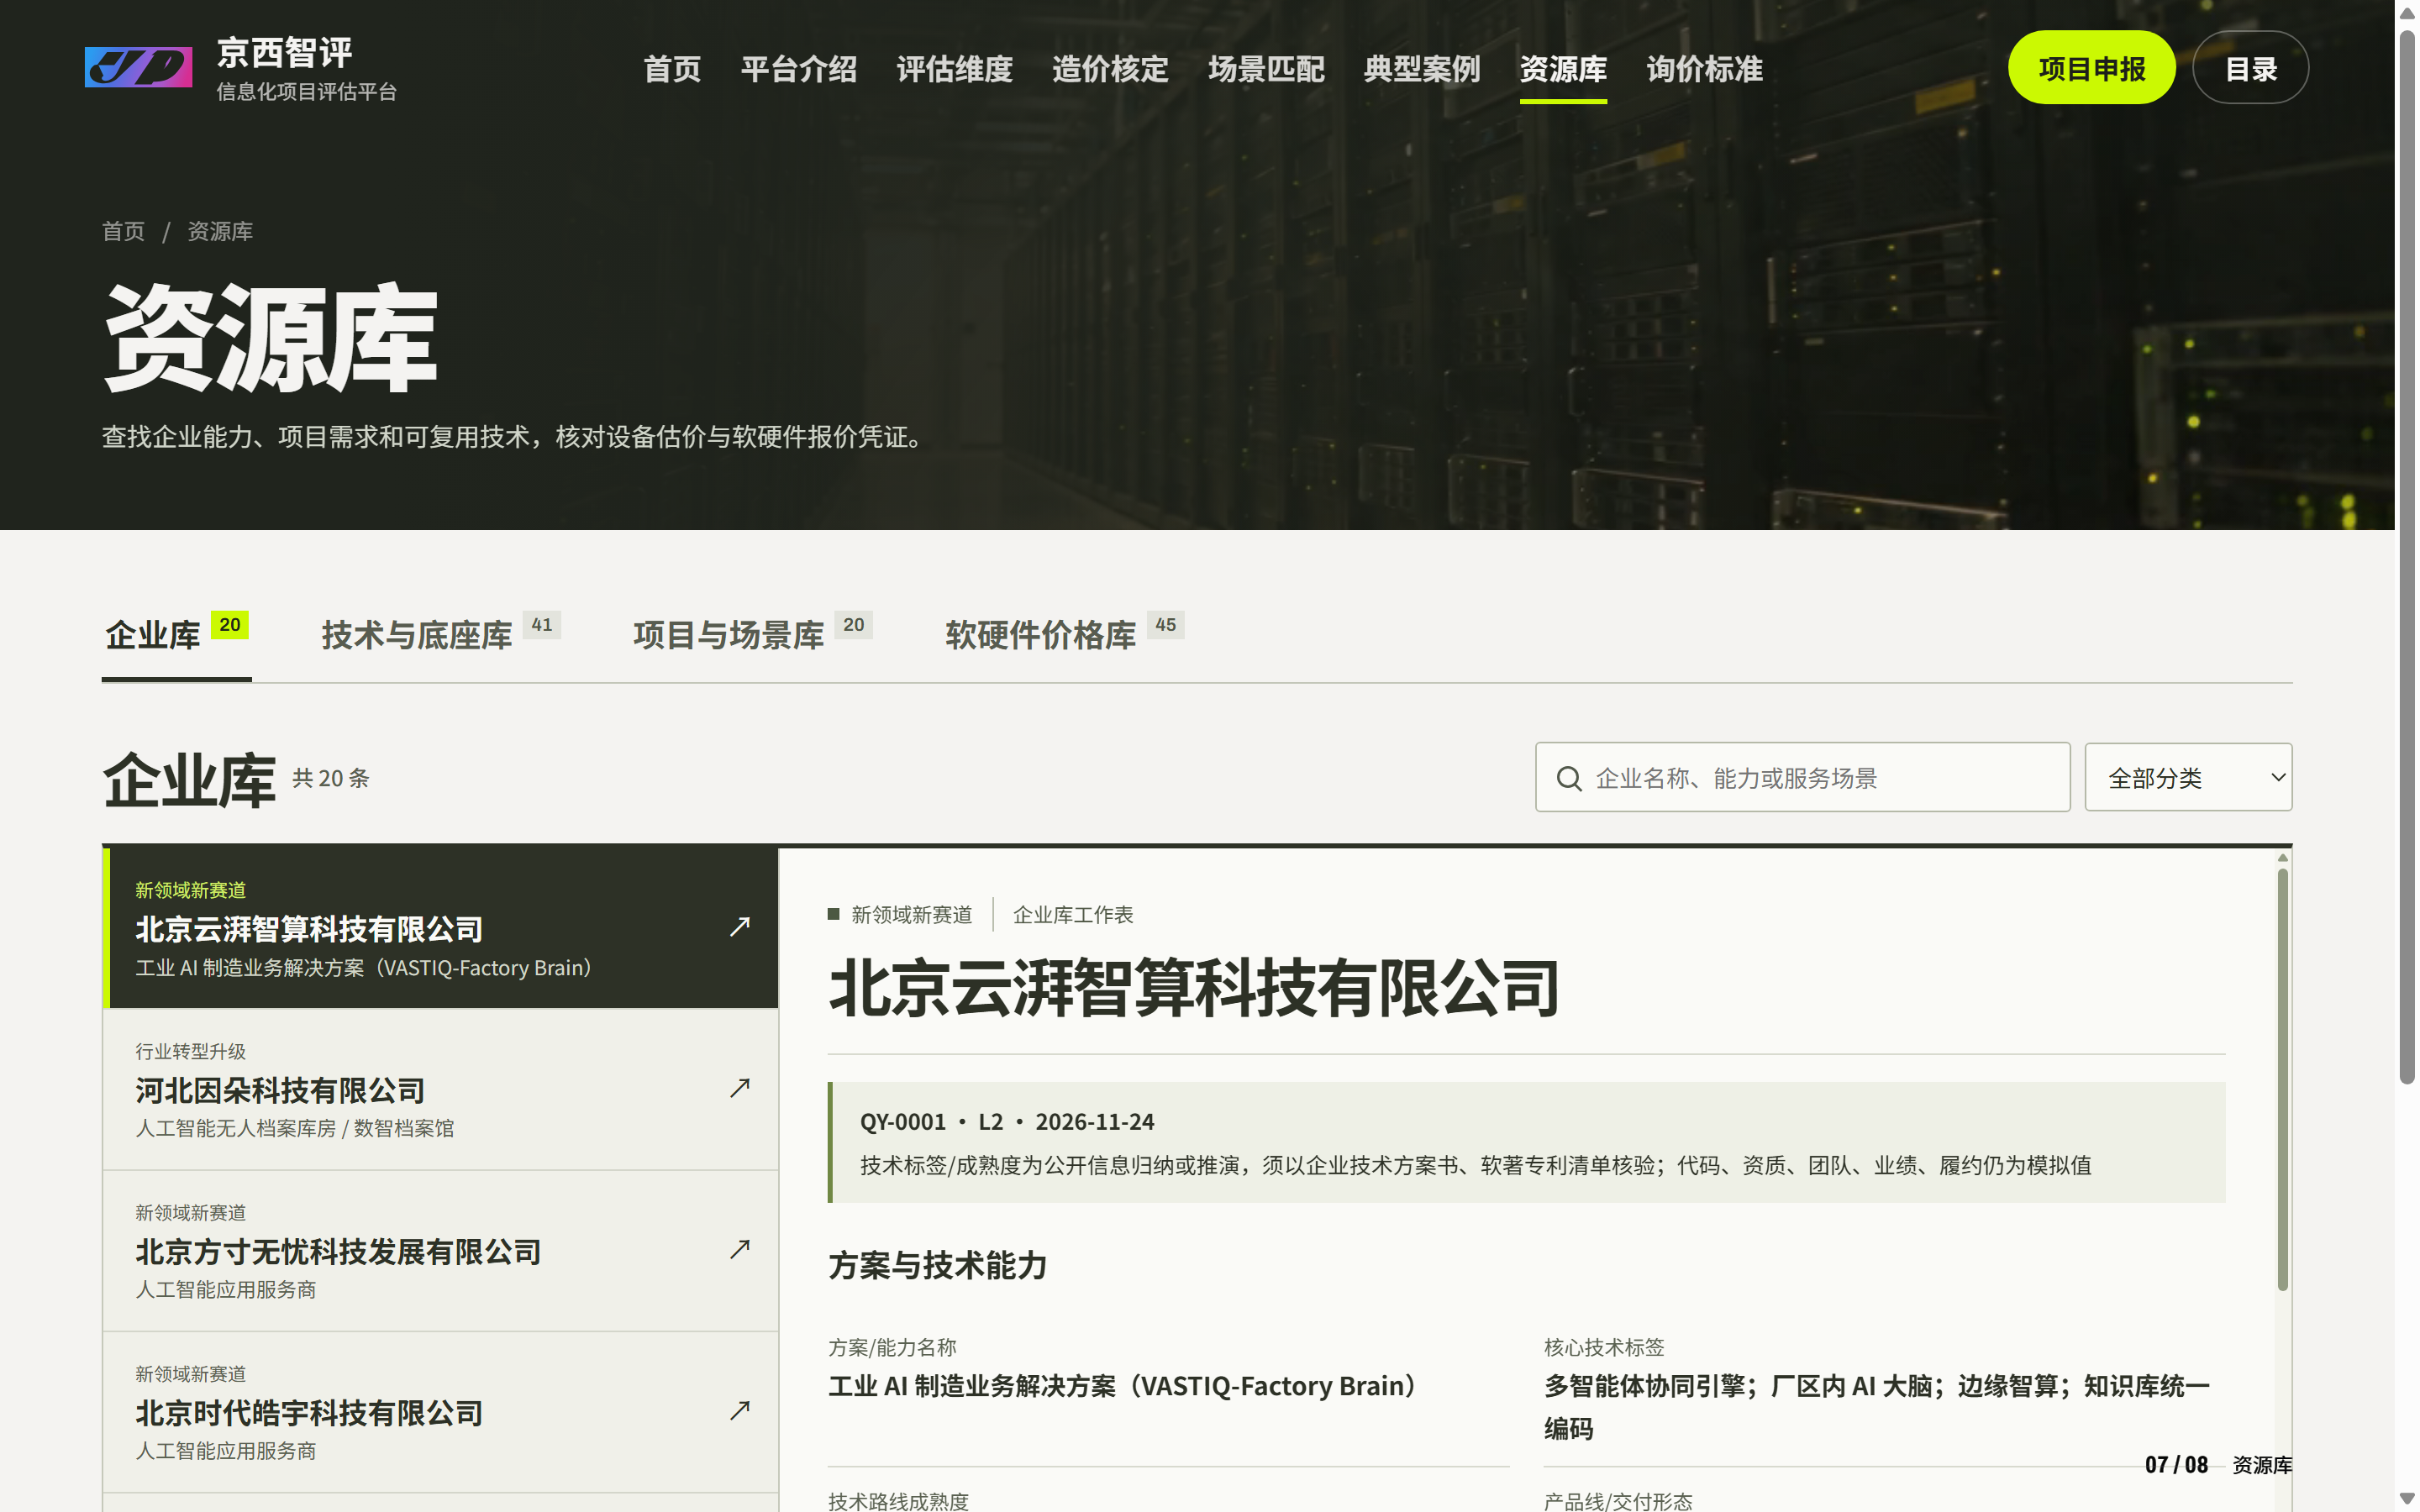 JD
京西智评
信息化项目评估平台
首页 平台介绍 评估维度 造价核定 场景匹配 典型案例 资源库 询价标准
项目申报 目录
首页 / 资源库
资源库
查找企业能力、项目需求和可复用技术，核对设备估价与软硬件报价凭证。
企业库 20 技术与底座库 41 项目与场景库 20 软硬件价格库 45
企业库 共 20 条
企业名称、能力或服务场景 全部分类
新领域新赛道
北京云湃智算科技有限公司
工业 AI 制造业务解决方案（VASTIQ-Factory Brain）
行业转型升级
河北因朵科技有限公司
人工智能无人档案库房 / 数智档案馆
新领域新赛道
北京方寸无忧科技发展有限公司
人工智能应用服务商
新领域新赛道
北京时代皓宇科技有限公司
人工智能应用服务商
新领域新赛道 企业库工作表
北京云湃智算科技有限公司
QY-0001 · L2 · 2026-11-24
技术标签/成熟度为公开信息归纳或推演，须以企业技术方案书、软著专利清单核验；代码、资质、团队、业绩、履约仍为模拟值
方案与技术能力
方案/能力名称
工业 AI 制造业务解决方案（VASTIQ-Factory Brain）
核心技术标签
多智能体协同引擎；厂区内 AI 大脑；边缘智算；知识库统一
编码
技术路线成熟度
产品线/交付形态
07 / 08 资源库